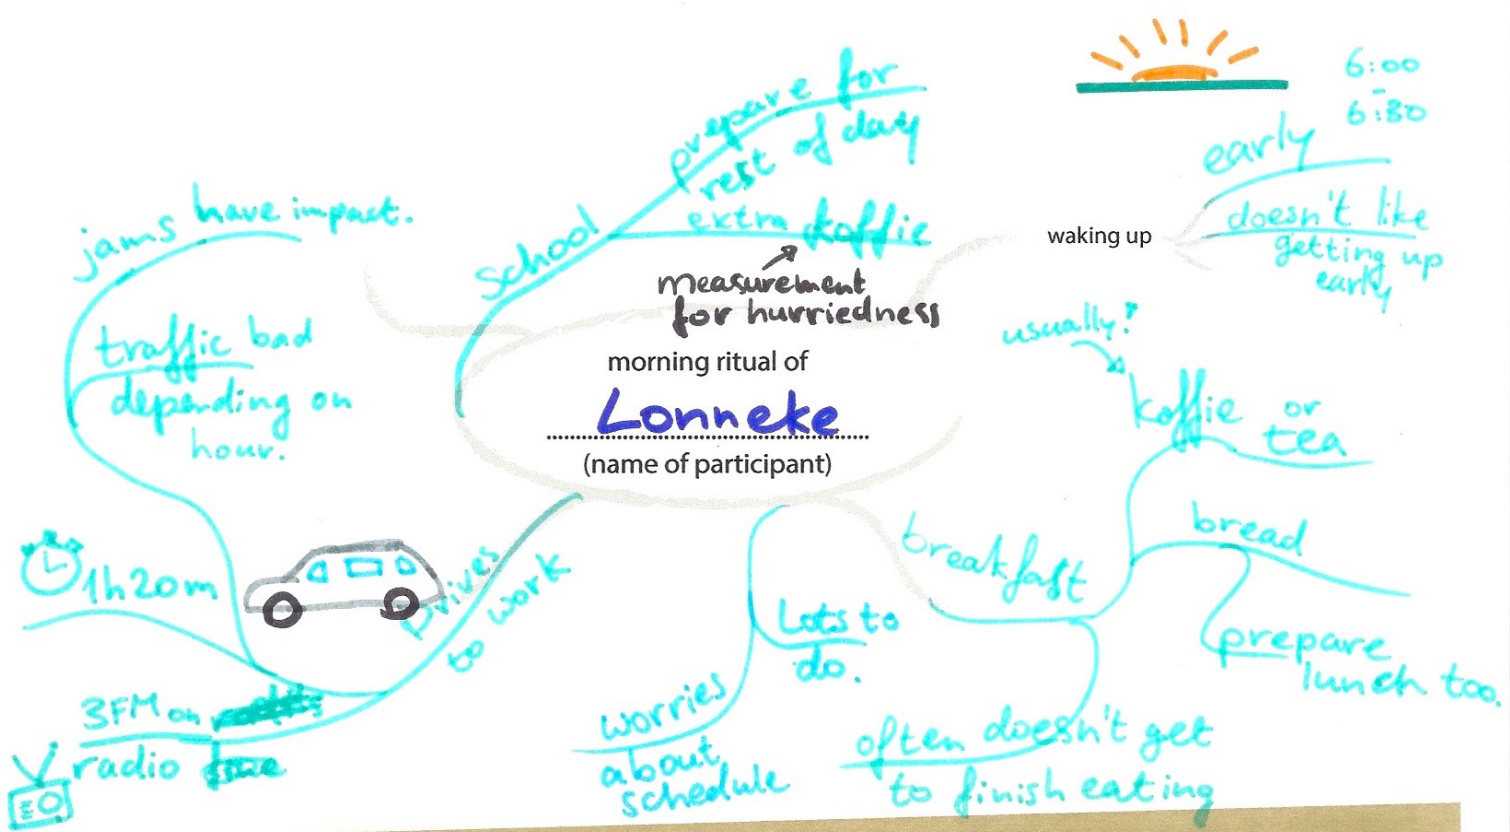 6:00
-
6:30
early
doesn't like
getting up
early
waking up
prepare for
rest of day
school
extra koffie
measurement
for hurriedness
jams have impact.
traffic bad
depending on
hour.
morning ritual of
Lonneke
(name of participant)
usually?
koffie or
tea
breakfast
bread
prepare
lunch too.
often doesn't get
to finish eating
Lots to
do.
worries
about
schedule
Drives
to work
1h20m
3FM on
radio